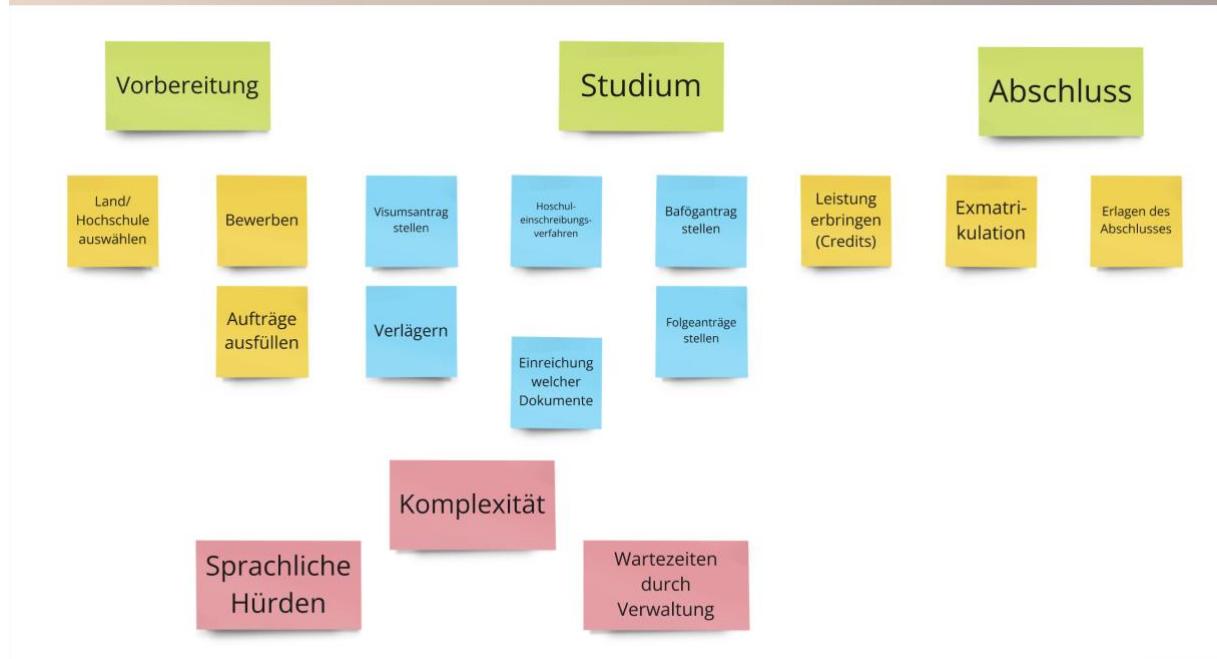 Vorbereitung
Studium
Abschluss
Land/
Hochschule
auswählen
Bewerben
Visumsantrag
stellen
Hoschul-
einschreibungs-
verfahren
Bafögantrag
stellen
Leistung
erbringen
(Credits)
Exmatri-
kulation
Erlagen des
Abschlusses
Aufträge
ausfüllen
Verlägern
Einreichung
welcher
Dokumente
Folgeanträge
stellen
Komplexität
Sprachliche
Hürden
Wartezeiten
durch
Verwaltung